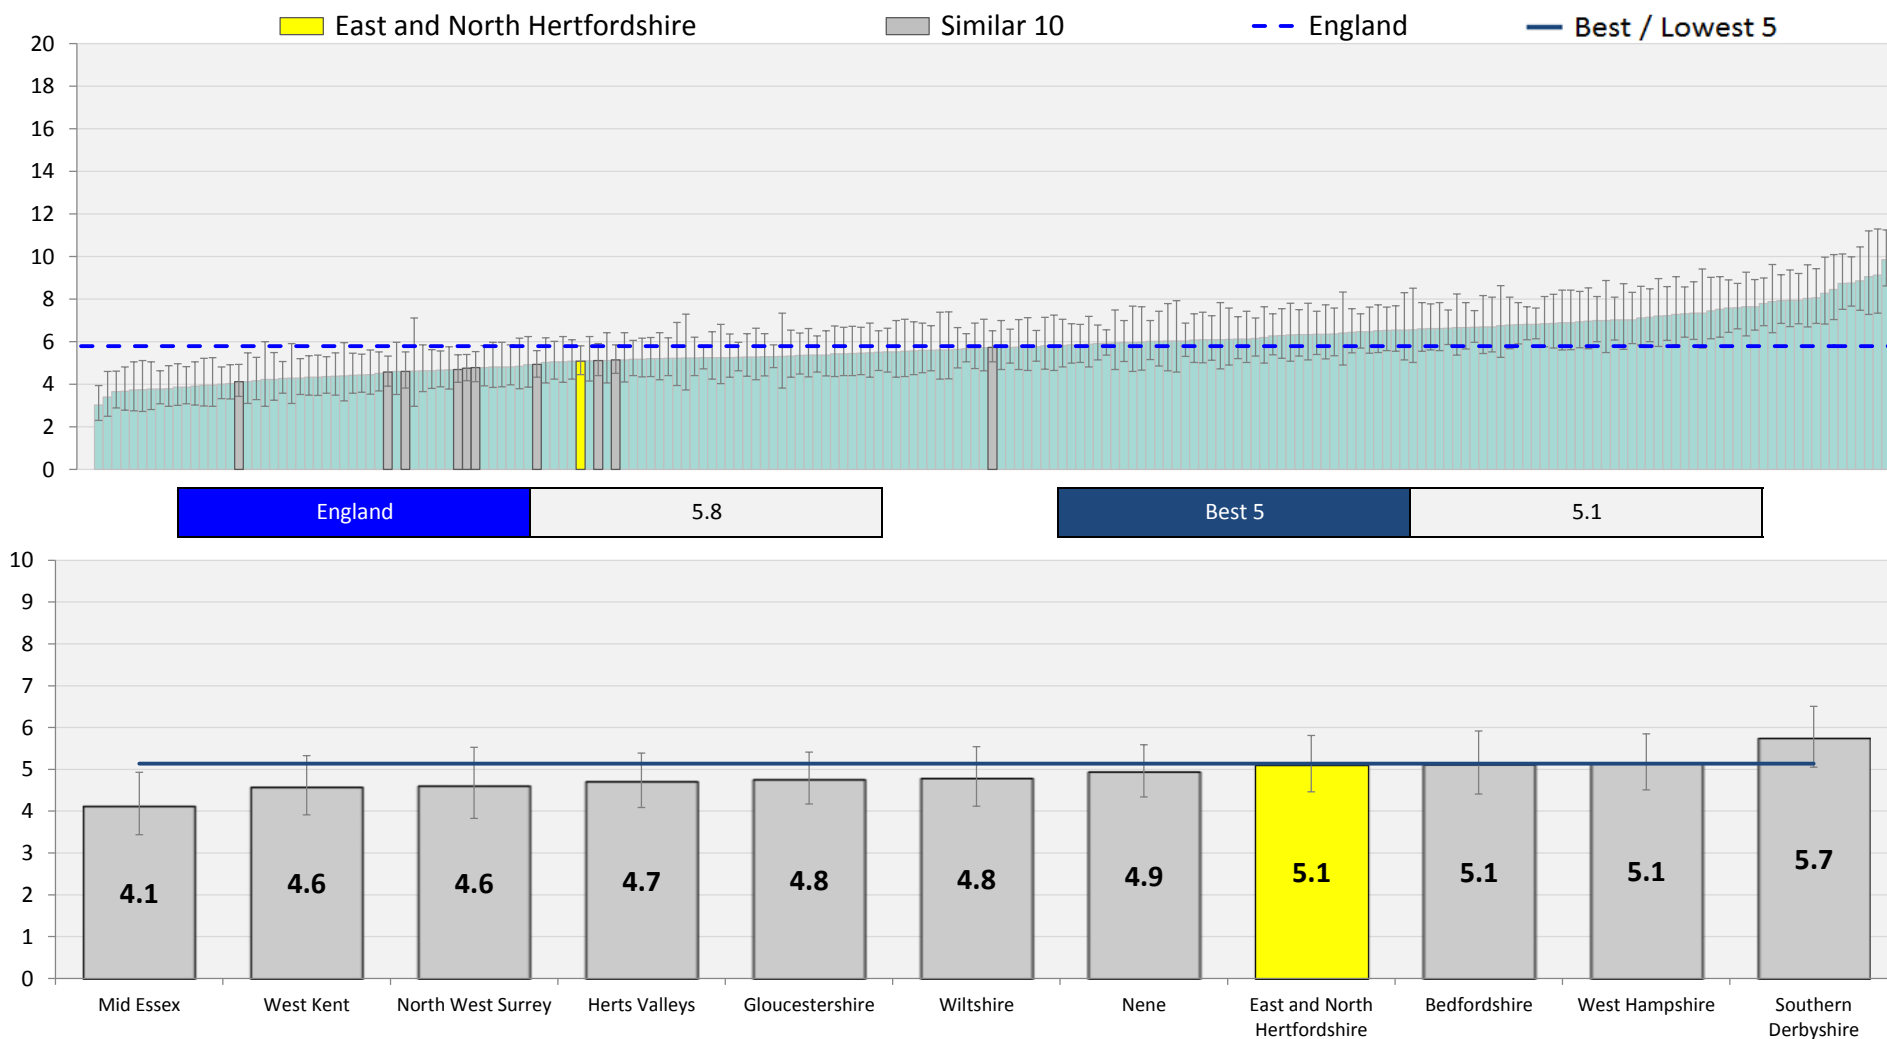 East and North Hertfordshire
Similar 10
England
Best / Lowest 5
20
18
16
14
12
10
8
6
4
2
0
England
5.8
Best 5
5.1
10
9
8
7
6
5
4
3
2
1
0
4.1
4.6
4.6
4.7
4.8
4.8
4.9
5.1
5.1
5.1
5.7
Mid Essex
West Kent
North West Surrey
Herts Valleys
Gloucestershire
Wiltshire
Nene
East and North
Hertfordshire
Bedfordshire
West Hampshire
Southern
Derbyshire